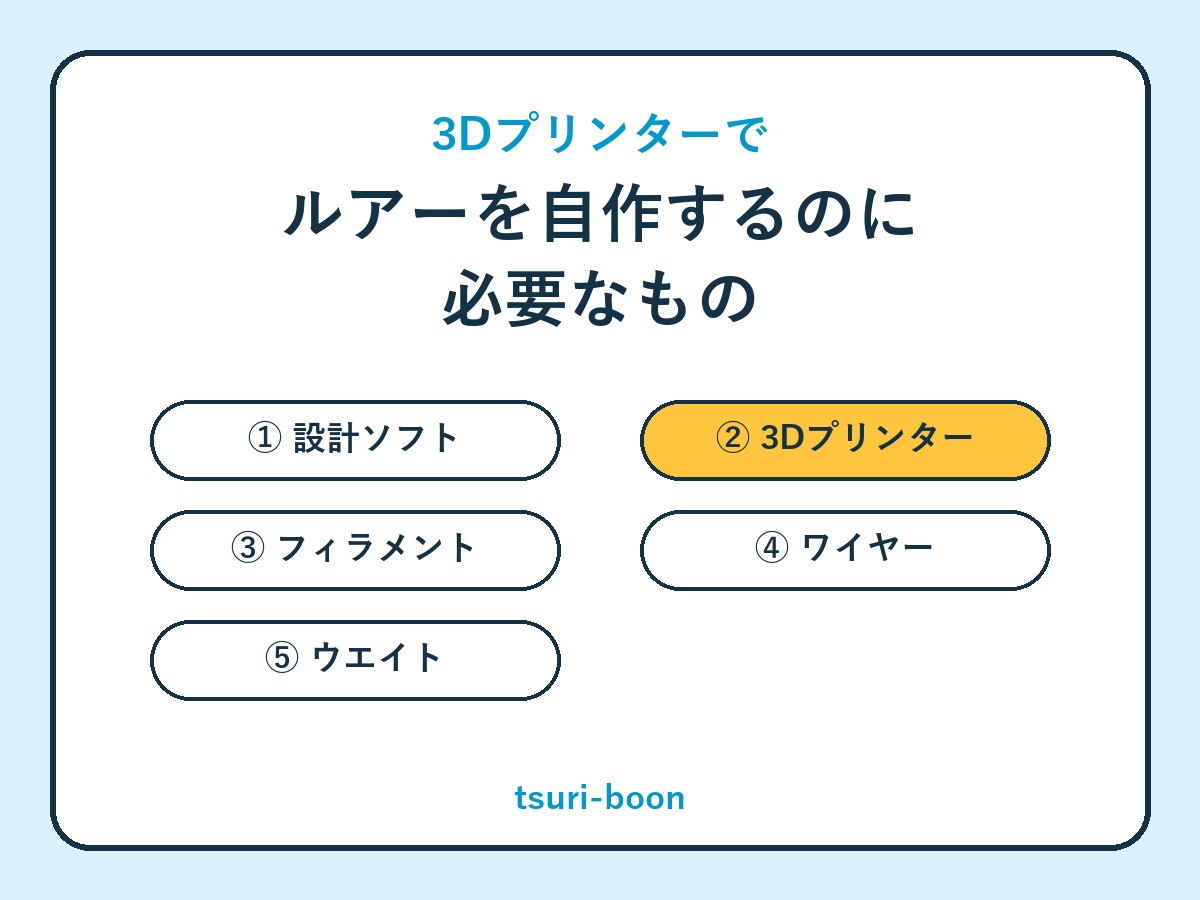 3Dプリンターで
ルアーを自作するのに
必要なもの
① 設計ソフト
② 3Dプリンター
③ フィラメント
④ ワイヤー
⑤ ウエイト
tsuri-boon